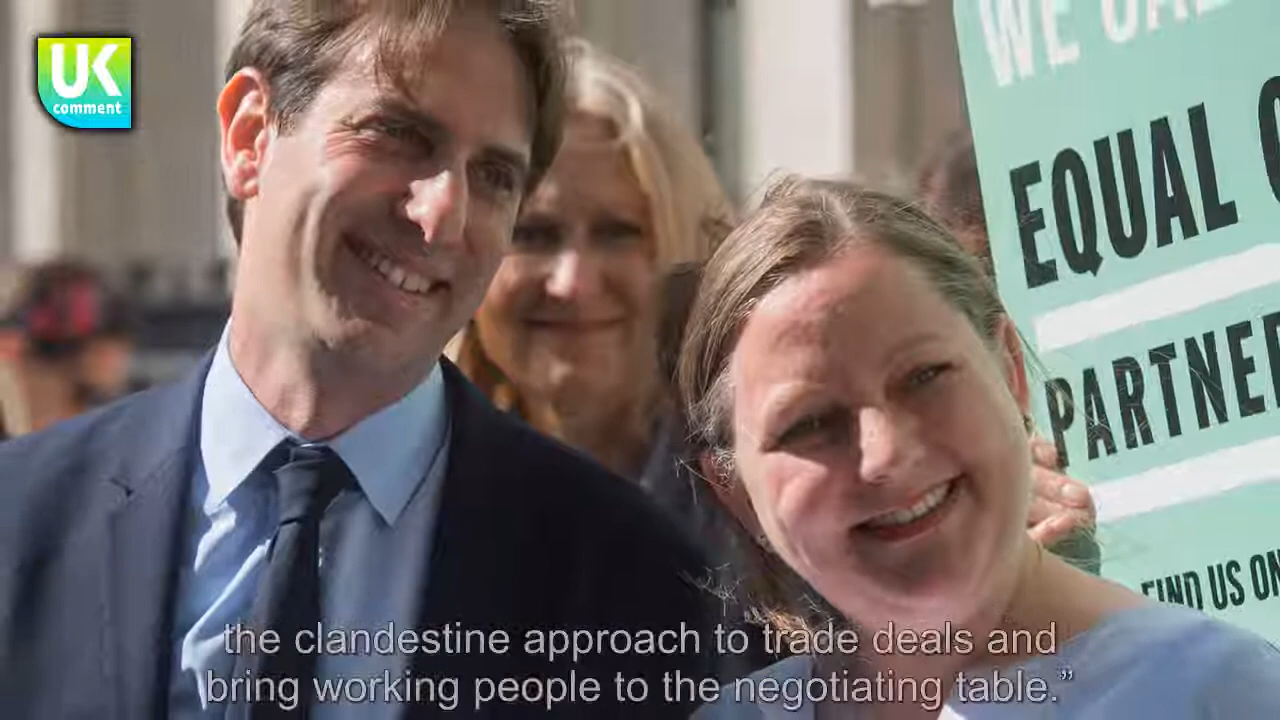 UK
comment
WE
EQUAL
FIND US ON
the clandestine approach to trade deals and
bring working people to the negotiating table.”